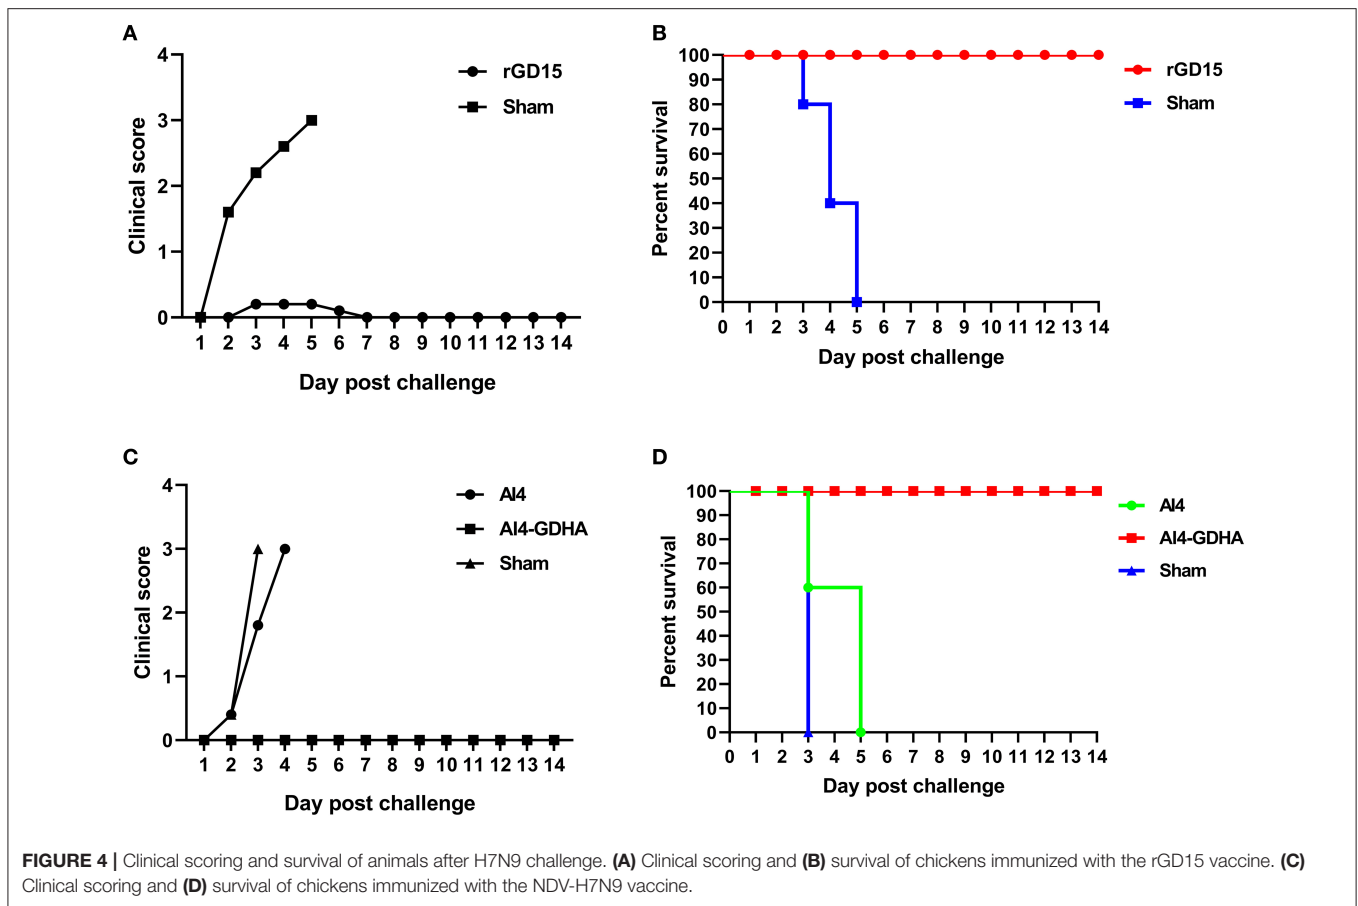 A
4
3
2
1
0
Clinical score
1 2 3 4 5 6 7 8 9 10 11 12 13 14
Day post challenge
rGD15
Sham
B
100
90
80
70
60
50
40
30
20
10
0
Percent survival
0 1 2 3 4 5 6 7 8 9 10 11 12 13 14
Day post challenge
rGD15
Sham
C
4
3
2
1
0
Clinical score
1 2 3 4 5 6 7 8 9 10 11 12 13 14
Day post challenge
AI4
AI4-GDHA
Sham
D
100
90
80
70
60
50
40
30
20
10
0
Percent survival
0 1 2 3 4 5 6 7 8 9 10 11 12 13 14
Day post challenge
AI4
AI4-GDHA
Sham
FIGURE 4 | Clinical scoring and survival of animals after H7N9 challenge. (A) Clinical scoring and (B) survival of chickens immunized with the rGD15 vaccine. (C)
Clinical scoring and (D) survival of chickens immunized with the NDV-H7N9 vaccine.